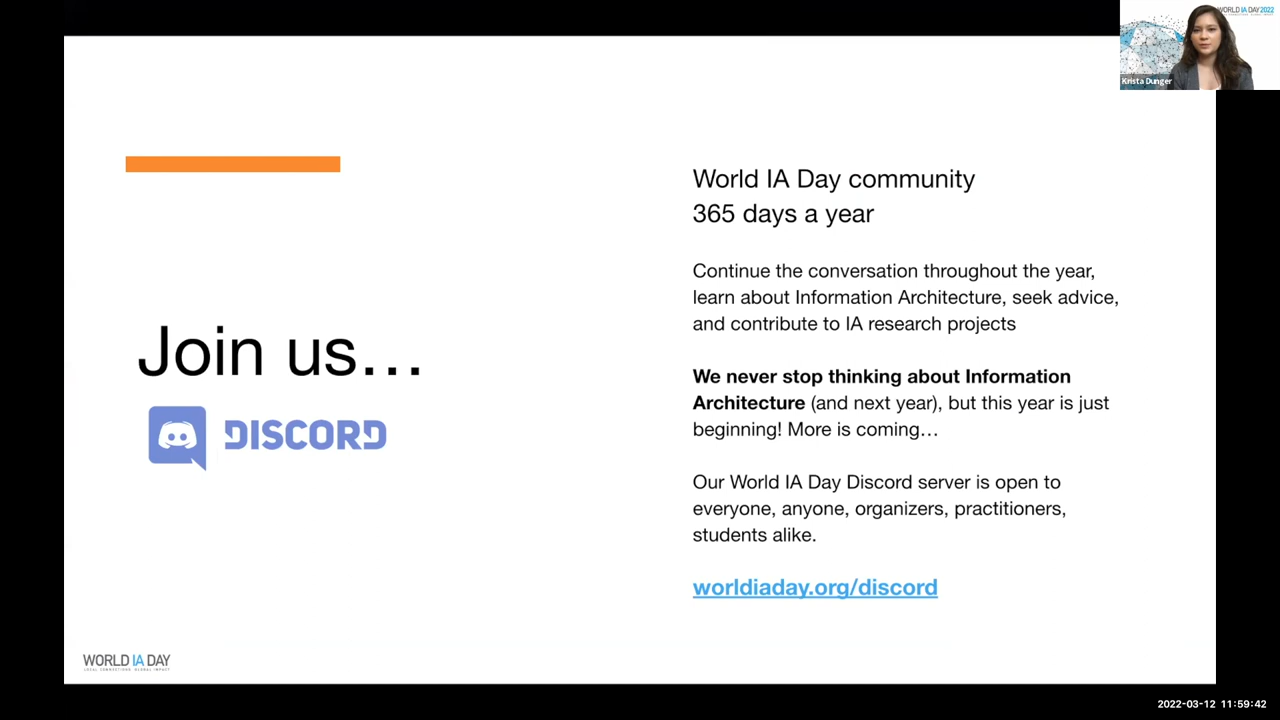 WORLD IA DAY 2022
Krista Dunger
Join us...
DISCORD
World IA Day community
365 days a year
Continue the conversation throughout the year,
learn about Information Architecture, seek advice,
and contribute to IA research projects
We never stop thinking about Information
Architecture (and next year), but this year is just
beginning! More is coming...
Our World IA Day Discord server is open to
everyone, anyone, organizers, practitioners,
students alike.
worldiaday.org/discord
WORLD IA DAY
LOCAL CONNECTIONS GLOBAL IMPACT
2022-03-12 11:59:42